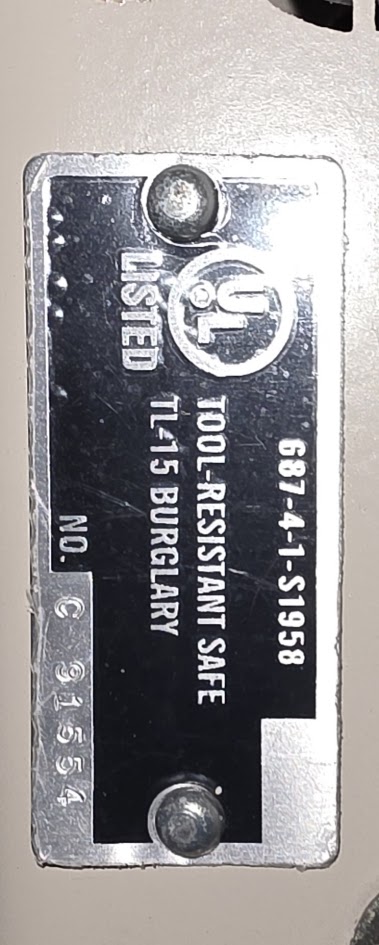 687-4-1-S1958
UL
LISTED
TOOL-RESISTANT SAFE
TL-15 BURGLARY
NO. C 91554